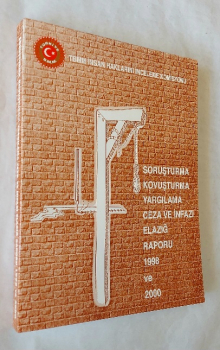 TBMM İNSAN HAKLARINI İNCELEME KOMİSYONU
SORUŞTURMA
KOVUŞTURMA
YARGILAMA
CEZA VE İNFAZI
ELAZIĞ
RAPORU
1998
ve
2000